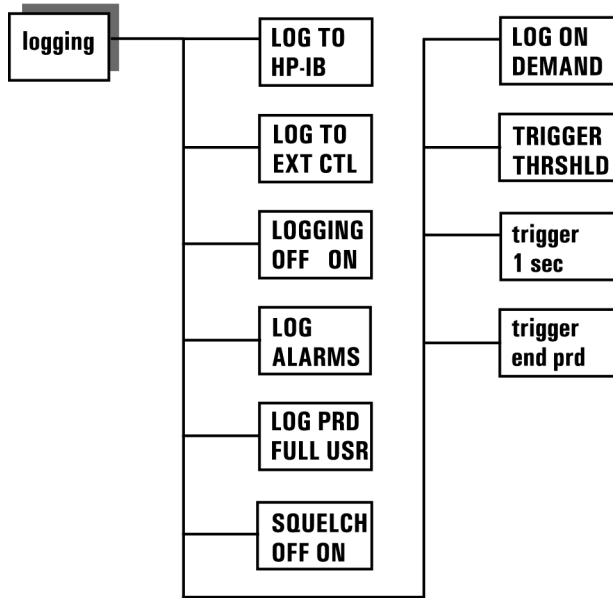 logging
LOG TO
HP-IB
LOG TO
EXT CTL
LOGGING
OFF ON
LOG
ALARMS
LOG PRD
FULL USR
SQUELCH
OFF ON
LOG ON
DEMAND
TRIGGER
THRSHLD
trigger
1 sec
trigger
end prd